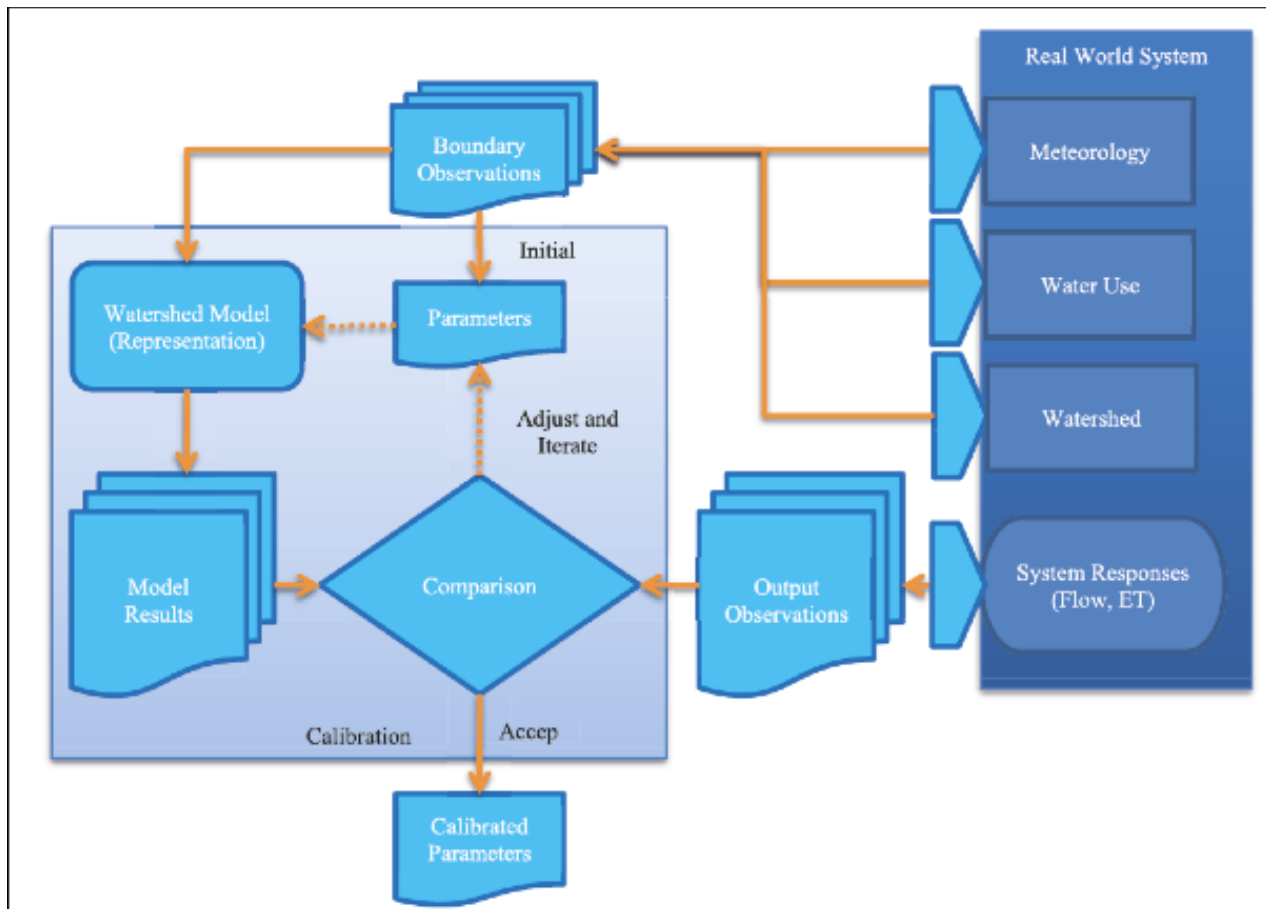 Real World System
Boundary
Observations
Meteorology
Initial
Water Use
Watershed Model
(Representation)
Parameters
Watershed
Adjust and
Iterate
Model
Results
Comparison
Output
Observations
System Responses
(Flow, ET)
Calibration
Accep
Calibrated
Parameters